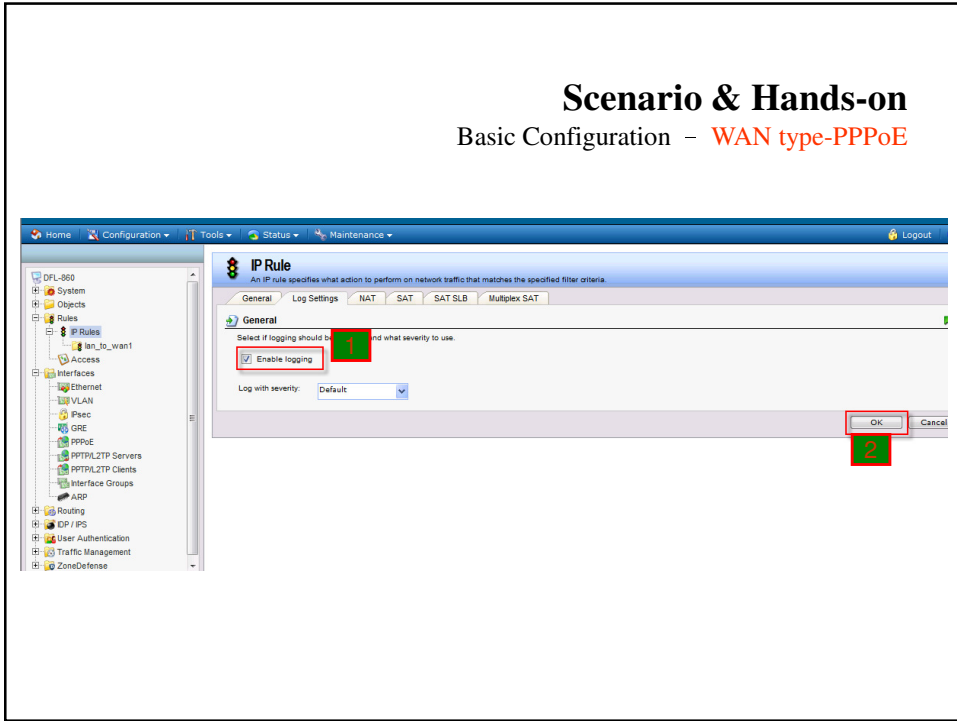 Scenario & Hands-on
Basic Configuration – WAN type-PPPoE
Home Configuration Tools Status Maintenance Logout
DFL-860
System
Objects
Rules
IP Rules
lan_to_wan1
Access
Interfaces
Ethernet
VLAN
IPsec
GRE
PPPoE
PPTP/L2TP Servers
PPTP/L2TP Clients
Interface Groups
ARP
Routing
IDP / IPS
User Authentication
Traffic Management
ZoneDefense
IP Rule
An IP rule specifies what action to perform on network traffic that matches the specified filter criteria.
General Log Settings NAT SAT SAT SLB Multiplex SAT
General
Select if logging should be and what severity to use.
1
Enable logging
Log with severity: Default
OK Cancel
2